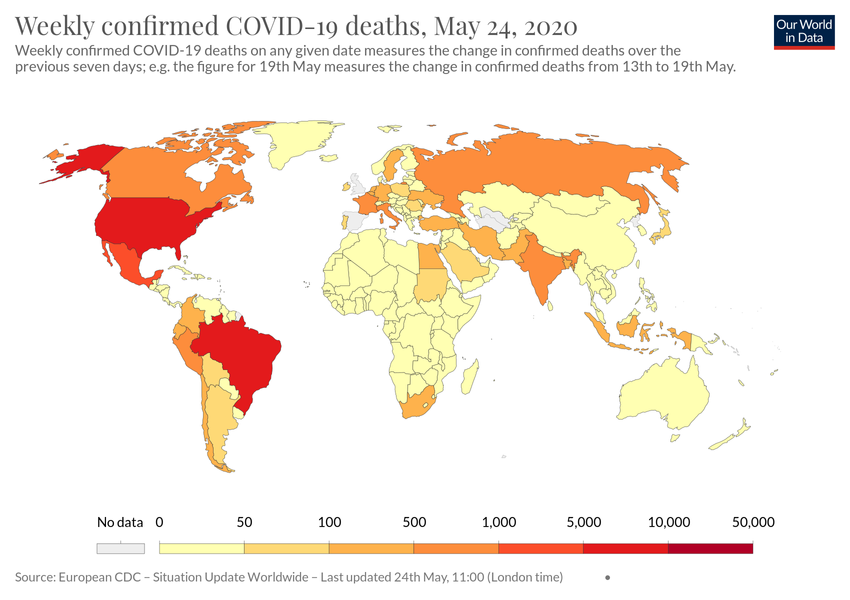 Weekly confirmed COVID-19 deaths, May 24, 2020
Our World
in Data
Weekly confirmed COVID-19 deaths on any given date measures the change in confirmed deaths over the
previous seven days; e.g. the figure for 19th May measures the change in confirmed deaths from 13th to 19th May.
No data 0 50 100 500 1,000 5,000 10,000 50,000
Source: European CDC – Situation Update Worldwide – Last updated 24th May, 11:00 (London time) •